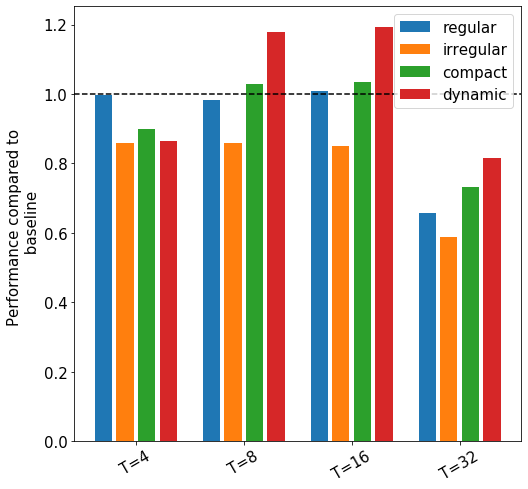 Performance compared to
baseline
1.2
1.0
0.8
0.6
0.4
0.2
0.0
regular
irregular
compact
dynamic
T=4
T=8
T=16
T=32